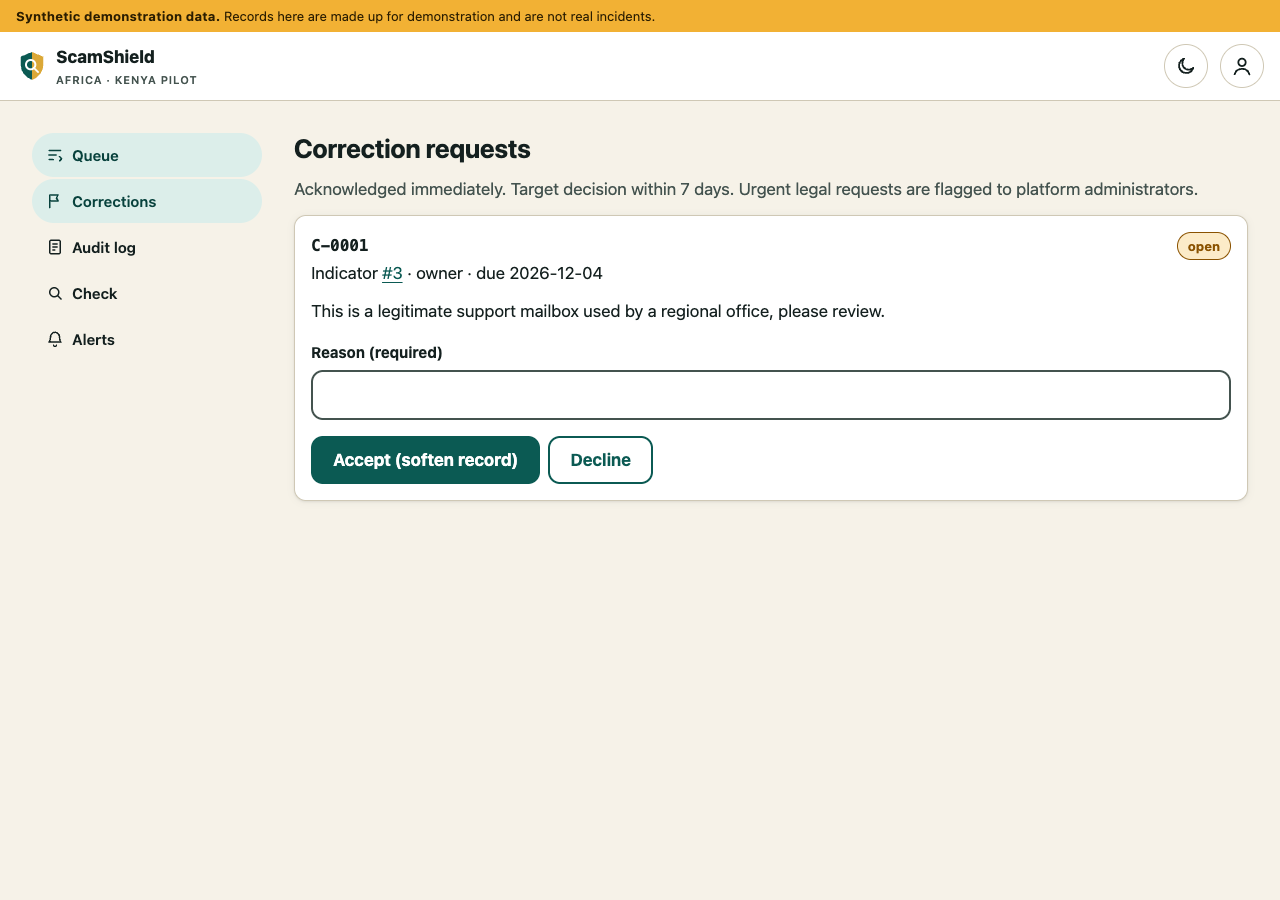 Synthetic demonstration data. Records here are made up for demonstration and are not real incidents.
ScamShield
AFRICA · KENYA PILOT
Queue
Corrections
Audit log
Check
Alerts
Correction requests
Acknowledged immediately. Target decision within 7 days. Urgent legal requests are flagged to platform administrators.
C-0001
open
Indicator #3 · owner · due 2026-12-04
This is a legitimate support mailbox used by a regional office, please review.
Reason (required)
Accept (soften record)
Decline